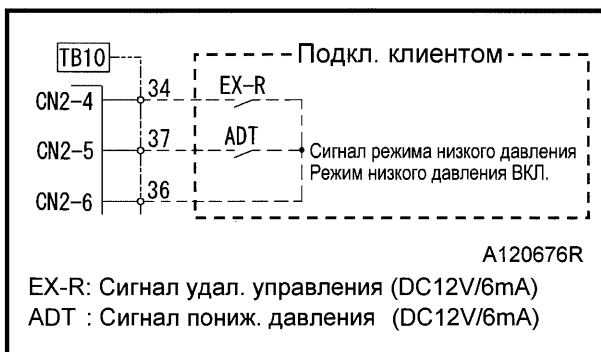 TB10
Подкл. клиентом
CN2-4
34
EX-R
CN2-5
37
ADT
Сигнал режима низкого давления
Режим низкого давления ВКЛ.
CN2-6
36
A120676R
EX-R: Сигнал удал. управления (DC12V/6mA)
ADT : Сигнал пониж. давления (DC12V/6mA)